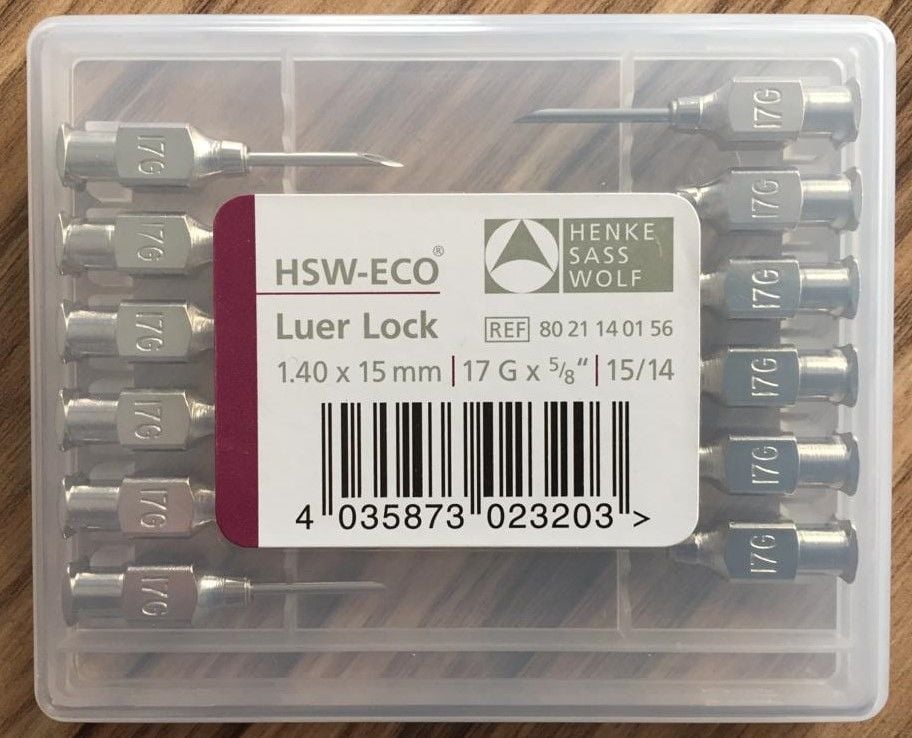 HSW-ECO®
HENKE
SASS
WOLF
Luer Lock
REF 80 21 14 01 56
1.40 x 15 mm | 17 G x 5/8“ | 15/14
4 035873 023203 >
17G
17G
17G
17G
17G
17G
17G
17G
17G
17G
17G
17G